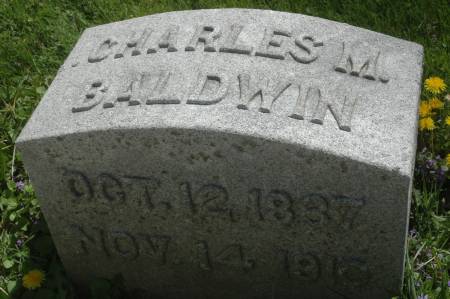 CHARLES M.
BALDWIN
OCT. 12, 1837
NOV. 14,